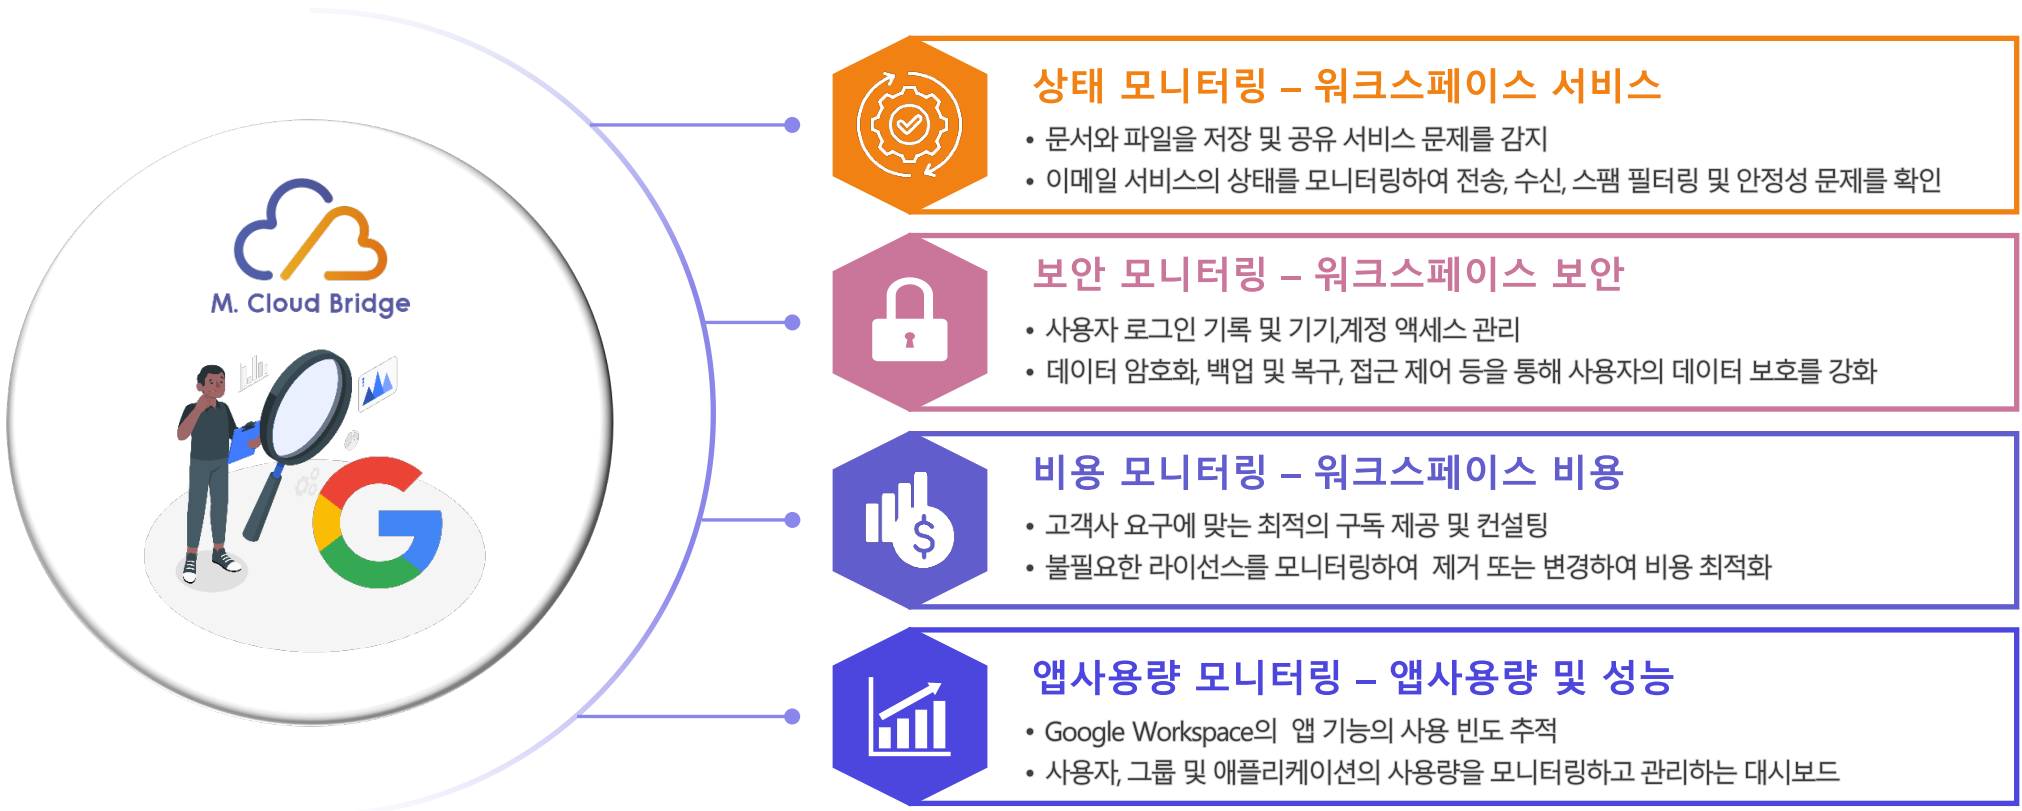 M. Cloud Bridge
상태 모니터링 – 워크스페이스 서비스
• 문서와 파일을 저장 및 공유 서비스 문제를 감지
• 이메일 서비스의 상태를 모니터링하여 전송, 수신, 스팸 필터링 및 안정성 문제를 확인
보안 모니터링 – 워크스페이스 보안
• 사용자 로그인 기록 및 기기,계정 액세스 관리
• 데이터 암호화, 백업 및 복구, 접근 제어 등을 통해 사용자의 데이터 보호를 강화
비용 모니터링 – 워크스페이스 비용
• 고객사 요구에 맞는 최적의 구독 제공 및 컨설팅
• 불필요한 라이선스를 모니터링하여  제거 또는 변경하여 비용 최적화
앱사용량 모니터링 – 앱사용량 및 성능
• Google Workspace의  앱 기능의 사용 빈도 추적
• 사용자, 그룹 및 애플리케이션의 사용량을 모니터링하고 관리하는 대시보드